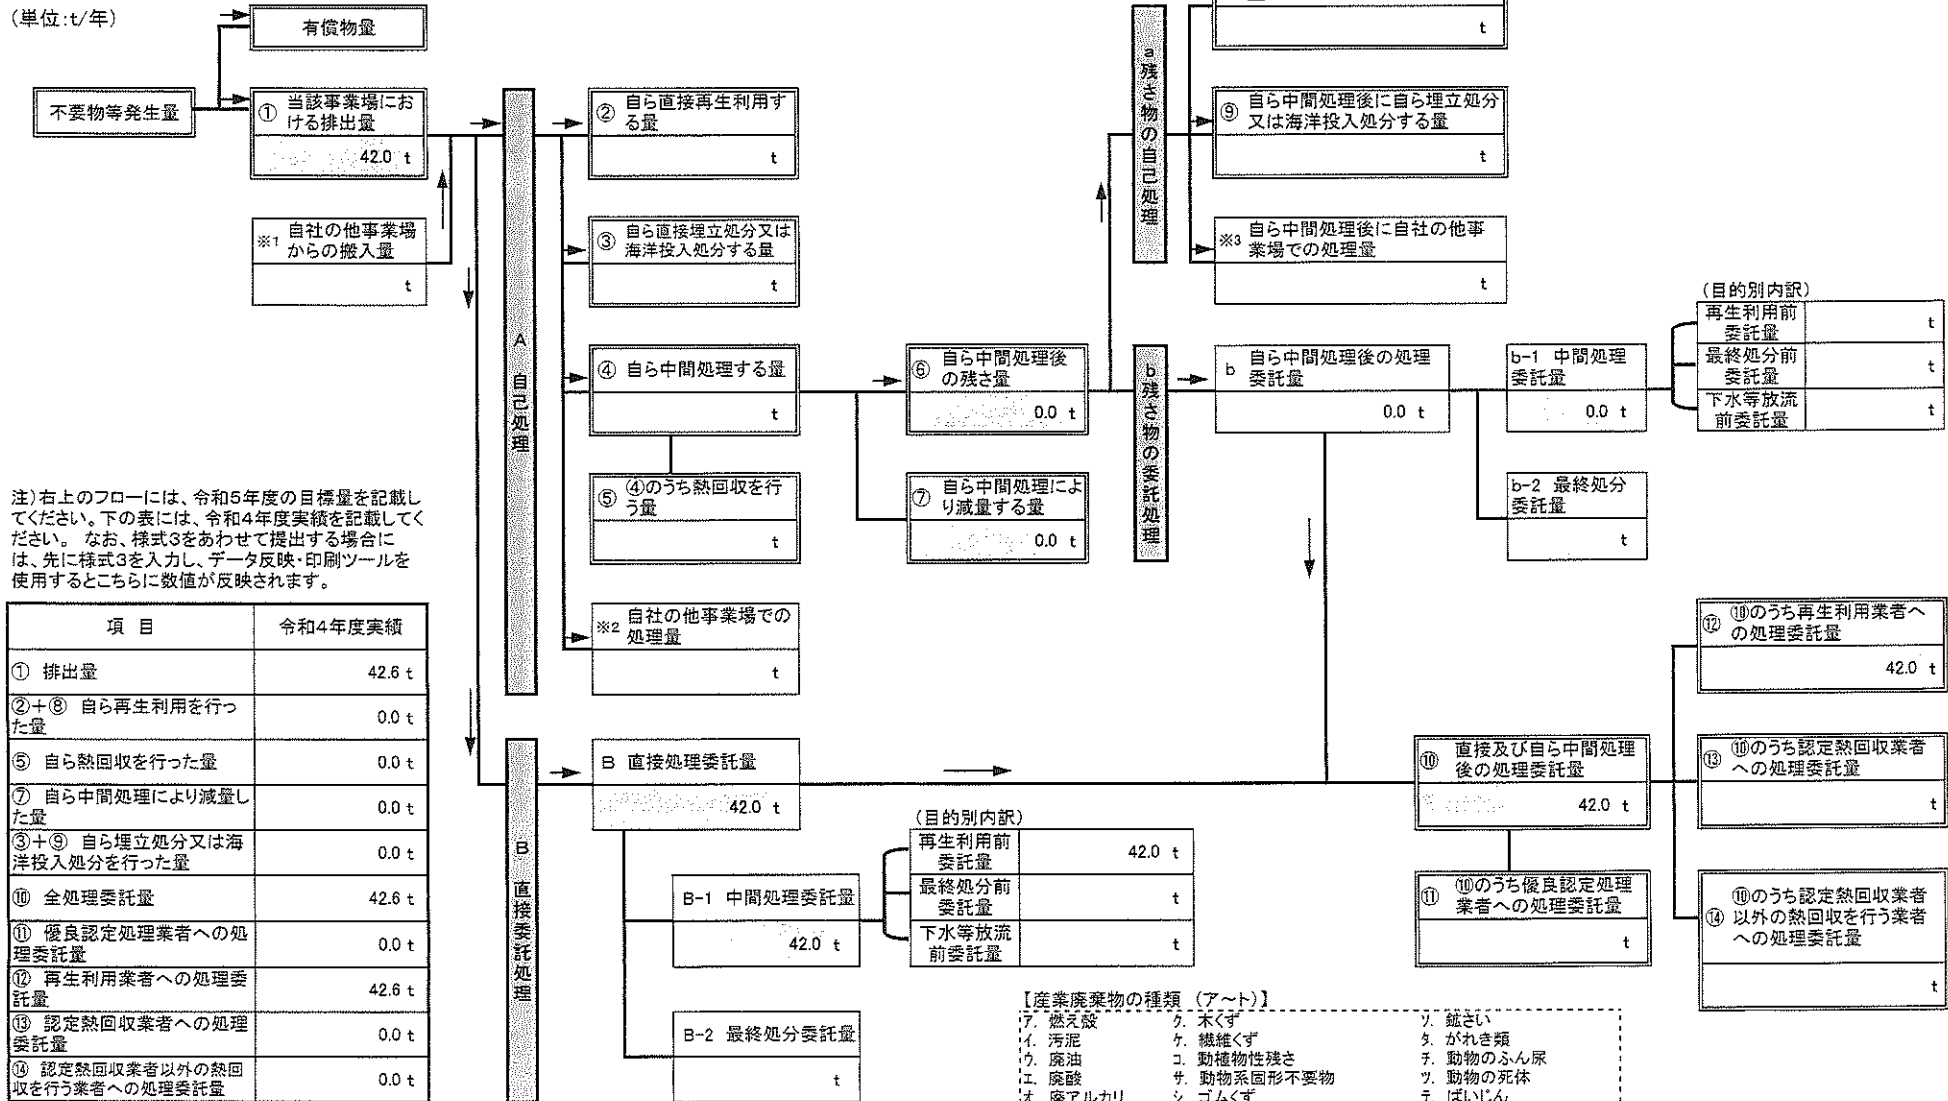 (単位:t/年)
有償物量
不要物等発生量
① 当該事業場にお
ける排出量
42.0 t
※1 自社の他事業場
からの搬入量
t
A 自己処理
② 自ら直接再生利用す
る量
t
③ 自ら直接埋立処分又は
海洋投入処分する量
t
④ 自ら中間処理する量
t
⑤ ④のうち熱回収を行
う量
t
※2 自社の他事業場での
処理量
t
⑥ 自ら中間処理後
の残さ量
0.0 t
⑦ 自ら中間処理によ
り減量する量
0.0 t
a 残さ物の自己処理
t
⑨ 自ら中間処理後に自ら埋立処分
又は海洋投入処分する量
t
※3 自ら中間処理後に自社の他事
業場での処理量
t
b 残さ物の委託処理
b 自ら中間処理後の処理
委託量
0.0 t
b-1 中間処理
委託量
0.0 t
(目的別内訳)
再生利用前
委託量 t
最終処分前
委託量 t
下水等放流
前委託量 t
b-2 最終処分
委託量
t
注)右上のフローには、令和5年度の目標量を記載し
てください。下の表には、令和4年度実績を記載してく
ださい。 なお、様式3をあわせて提出する場合に
は、先に様式3を入力し、データ反映・印刷ツールを
使用するとこちらに数値が反映されます。
項 目 令和4年度実績
① 排出量 42.6 t
②+⑧ 自ら再生利用を行っ
た量 0.0 t
⑤ 自ら熱回収を行った量 0.0 t
⑦ 自ら中間処理により減量し
た量 0.0 t
③+⑨ 自ら埋立処分又は海
洋投入処分を行った量 0.0 t
⑩ 全処理委託量 42.6 t
⑪ 優良認定処理業者への処
理委託量 0.0 t
⑫ 再生利用業者への処理委
託量 42.6 t
⑬ 認定熱回収業者への処理
委託量 0.0 t
⑭ 認定熱回収業者以外の熱回
収を行う業者への処理委託量 0.0 t
B 直接委託処理
B 直接処理委託量
42.0 t
B-1 中間処理委託量
42.0 t
(目的別内訳)
再生利用前
委託量 42.0 t
最終処分前
委託量 t
下水等放流
前委託量 t
B-2 最終処分委託量
t
⑩ 直接及び自ら中間処理
後の処理委託量
42.0 t
⑪ ⑩のうち優良認定処理
業者への処理委託量
t
⑫ ⑩のうち再生利用業者へ
の処理委託量
42.0 t
⑬ ⑩のうち認定熱回収業者
への処理委託量
t
⑭ ⑩のうち認定熱回収業者
以外の熱回収を行う業者
への処理委託量
t
【産業廃棄物の種類 (ア～ト)】
ア. 燃え殻 ク. 木くず ソ. 鉱さい
イ. 汚泥 ケ. 繊維くず タ. がれき類
ウ. 廃油 コ. 動植物性残さ チ. 動物のふん尿
エ. 廃酸 サ. 動物系固形不要物 ツ. 動物の死体
オ. 廃アルカリ シ. ゴムくず テ. ばいじん